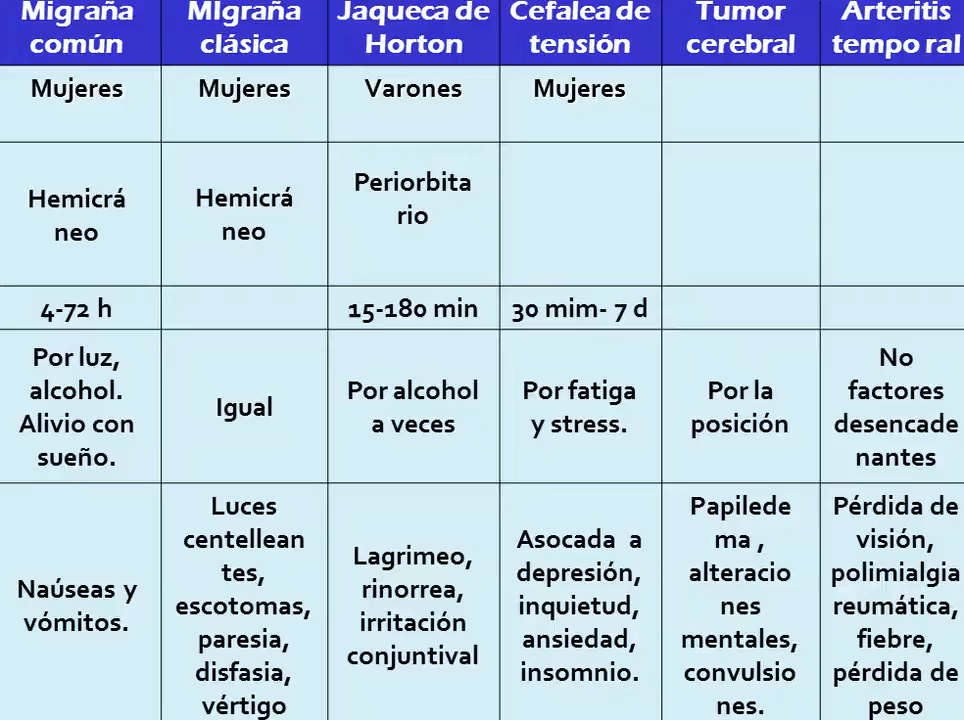 Migraña común
MIgraña clásica
Jaqueca de Horton
Cefalea de tensión
Tumor cerebral
Arteritis tempo ral
Mujeres
Mujeres
Varones
Mujeres
Hemicrá
neo
Hemicrá
neo
Periorbita
rio
4-72 h
15-180 min
30 mim- 7 d
Por luz,
alcohol.
Alivio con
sueño.
Igual
Por alcohol
a veces
Por fatiga
y stress.
Por la
posición
No
factores
desencade
nantes
Naúseas y
vómitos.
Luces
centellean
tes,
escotomas,
paresia,
disfasia,
vértigo
Lagrimeo,
rinorrea,
irritación
conjuntival
Asocada a
depresión,
inquietud,
ansiedad,
insomnio.
Papilede
ma ,
alteracio
nes
mentales,
convulsio
nes.
Pérdida de
visión,
polimialgia
reumática,
fiebre,
pérdida de
peso